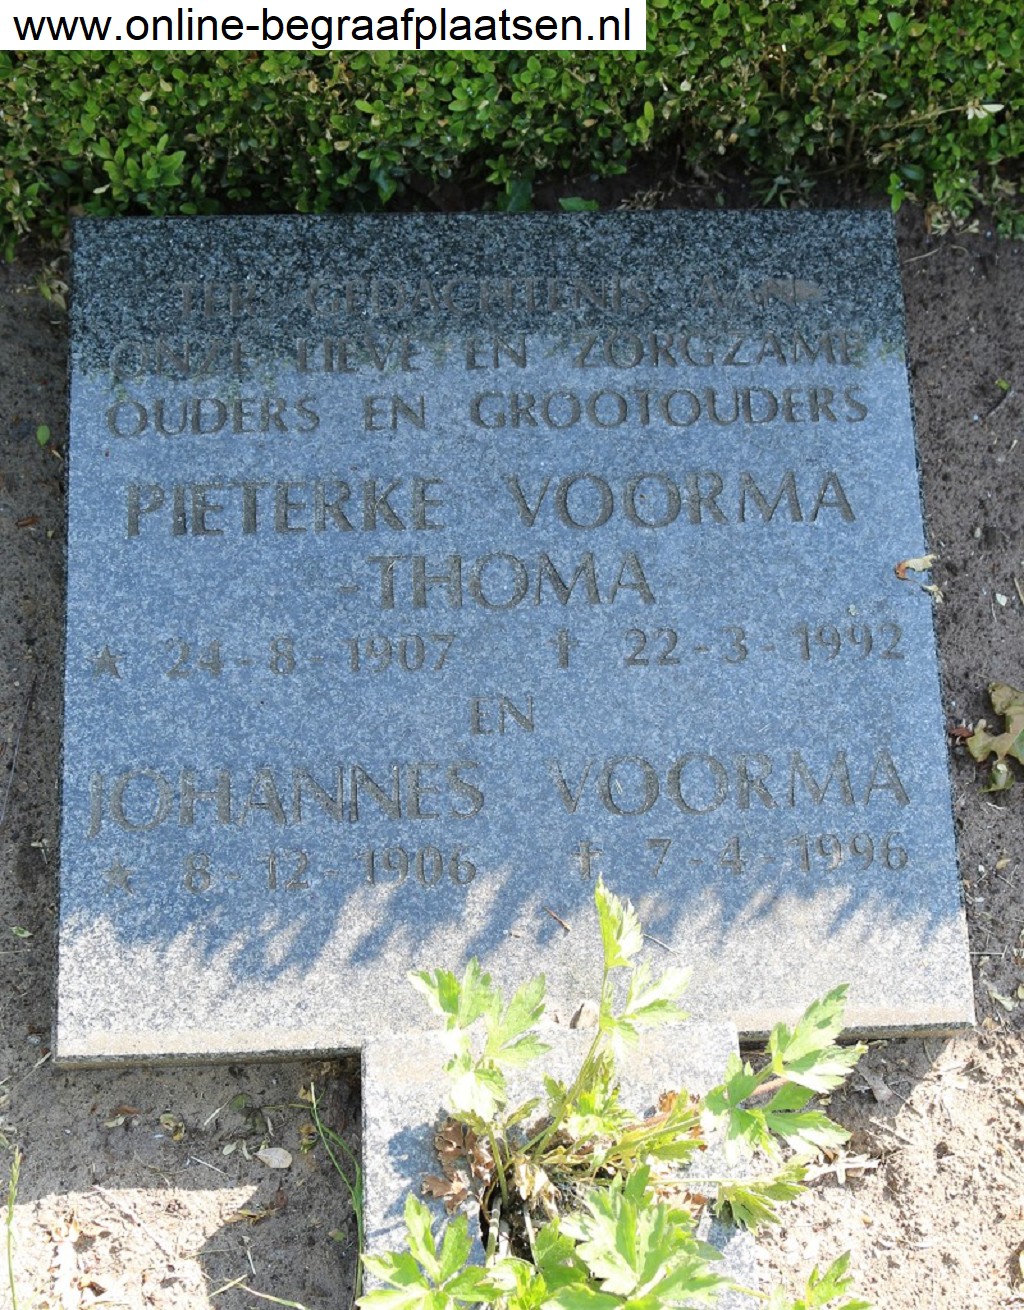 www.online-begraafplaatsen.nl
TER GEDACHTENIS AAN
ONZE LIEVE EN ZORGZAME
OUDERS EN GROOTOUDERS
PIETERKE VOORMA
-THOMA
★ 24-8-1907 † 22-3-1992
EN
JOHANNES VOORMA
★ 8-12-1906 † 7-4-1996